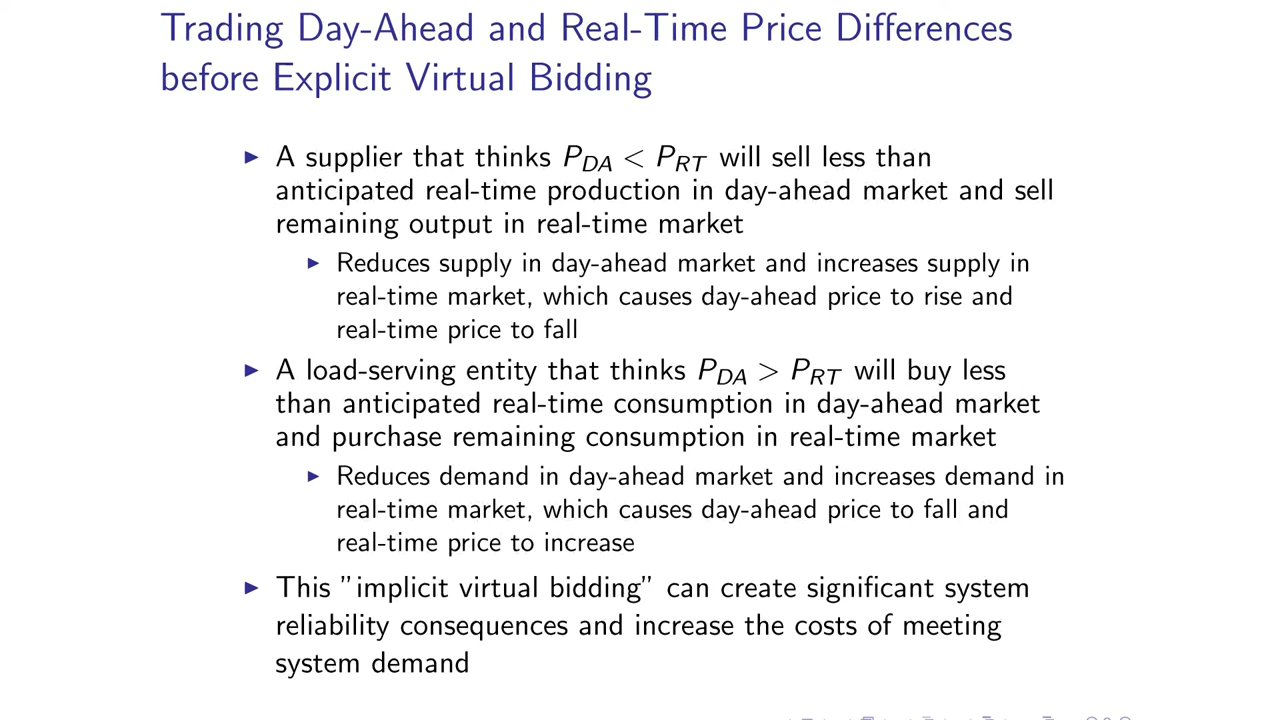 Trading Day-Ahead and Real-Time Price Differences
before Explicit Virtual Bidding
▶ A supplier that thinks P_DA < P_RT will sell less than
anticipated real-time production in day-ahead market and sell
remaining output in real-time market
▶ Reduces supply in day-ahead market and increases supply in
real-time market, which causes day-ahead price to rise and
real-time price to fall
▶ A load-serving entity that thinks P_DA > P_RT will buy less
than anticipated real-time consumption in day-ahead market
and purchase remaining consumption in real-time market
▶ Reduces demand in day-ahead market and increases demand in
real-time market, which causes day-ahead price to fall and
real-time price to increase
▶ This ”implicit virtual bidding” can create significant system
reliability consequences and increase the costs of meeting
system demand